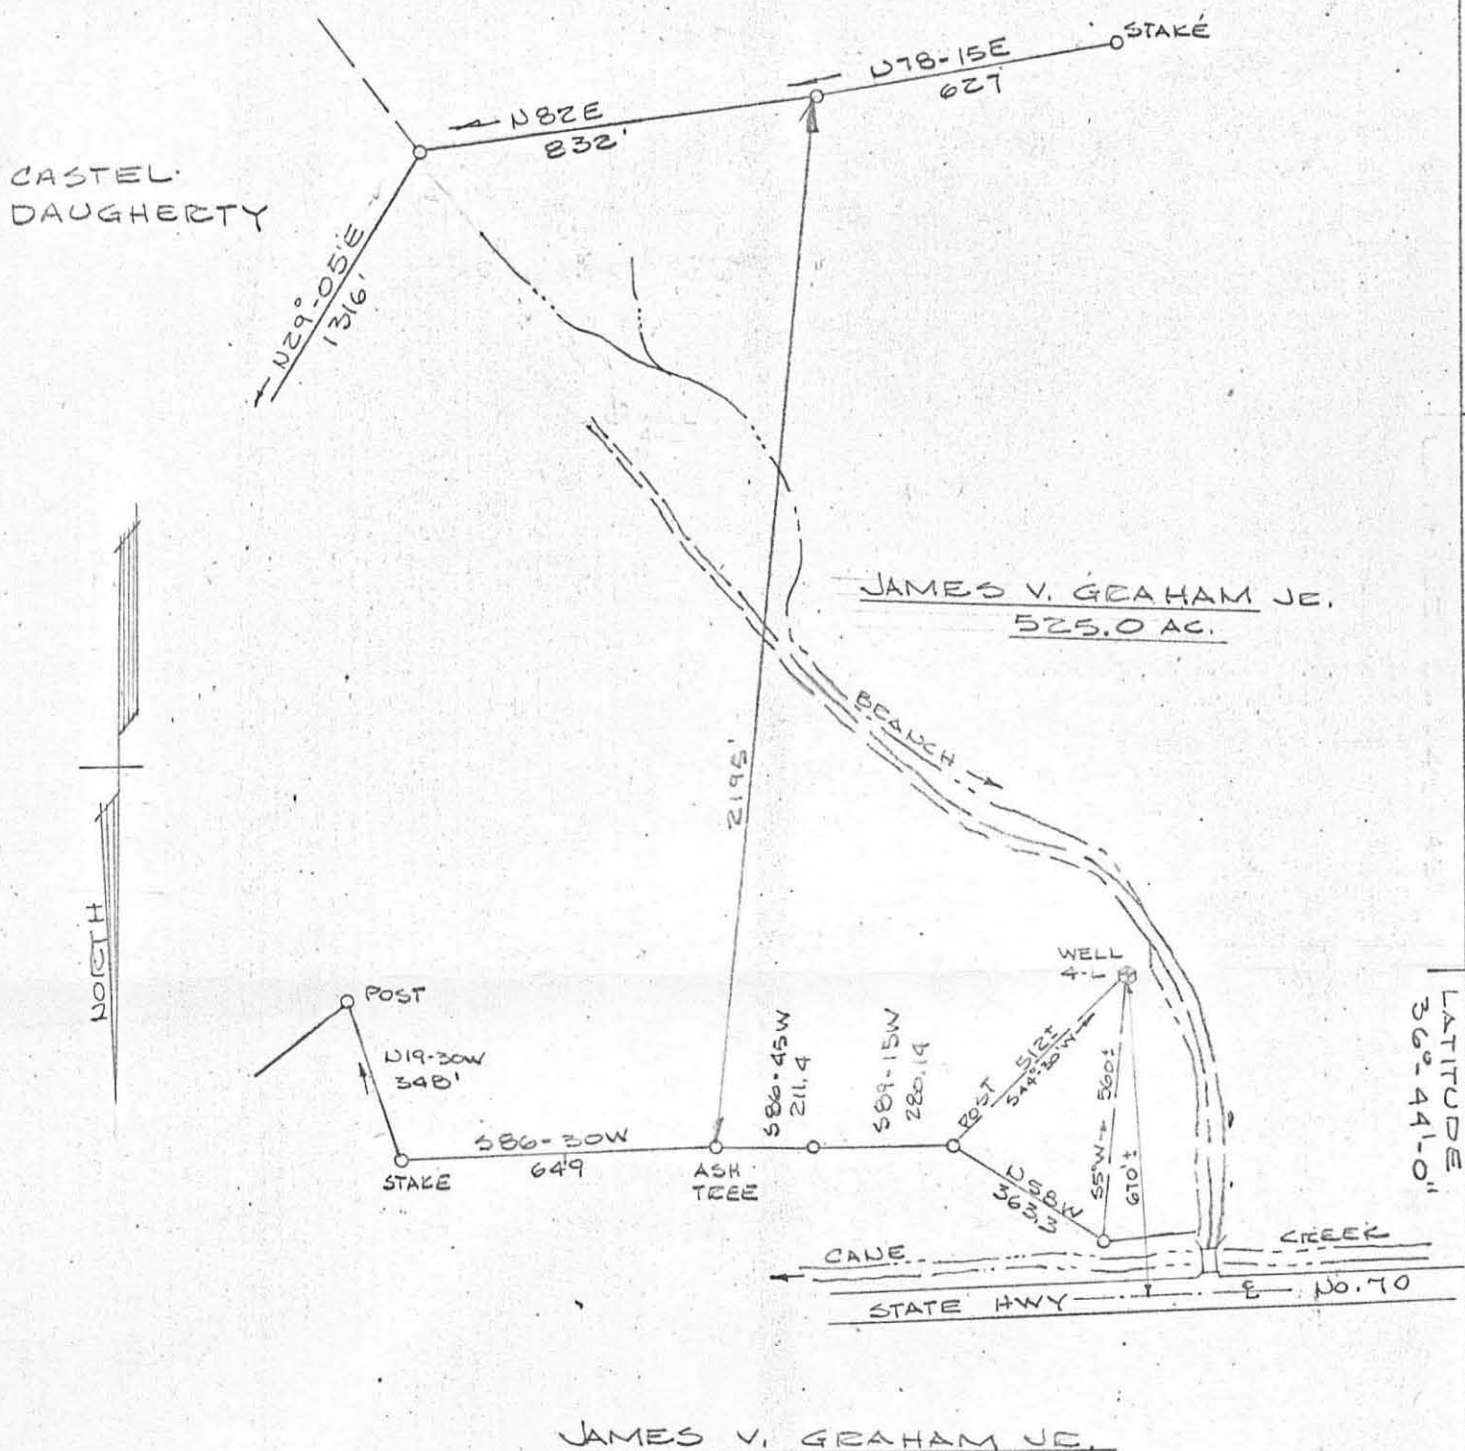 STAKE
N78-15E
627
N82E
832'
CASTEL
DAUGHERTY
N29°-05'E
1316'
JAMES V. GRAHAM JR.
525.0 AC.
BRANCH
2195'
NORTH
WELL
4-L
LATITUDE
36°-44'-0"
POST
N19-30W
348'
S86-45W
211.4
S89-15W
280.14
POST
512±
S44°-30'W
S5°W
560±
670'±
S86-30W
649
STAKE
ASH
TREE
N58W
363.3
CANE CREEK
STATE HWY ℄ No. 70
JAMES V. GRAHAM JR.